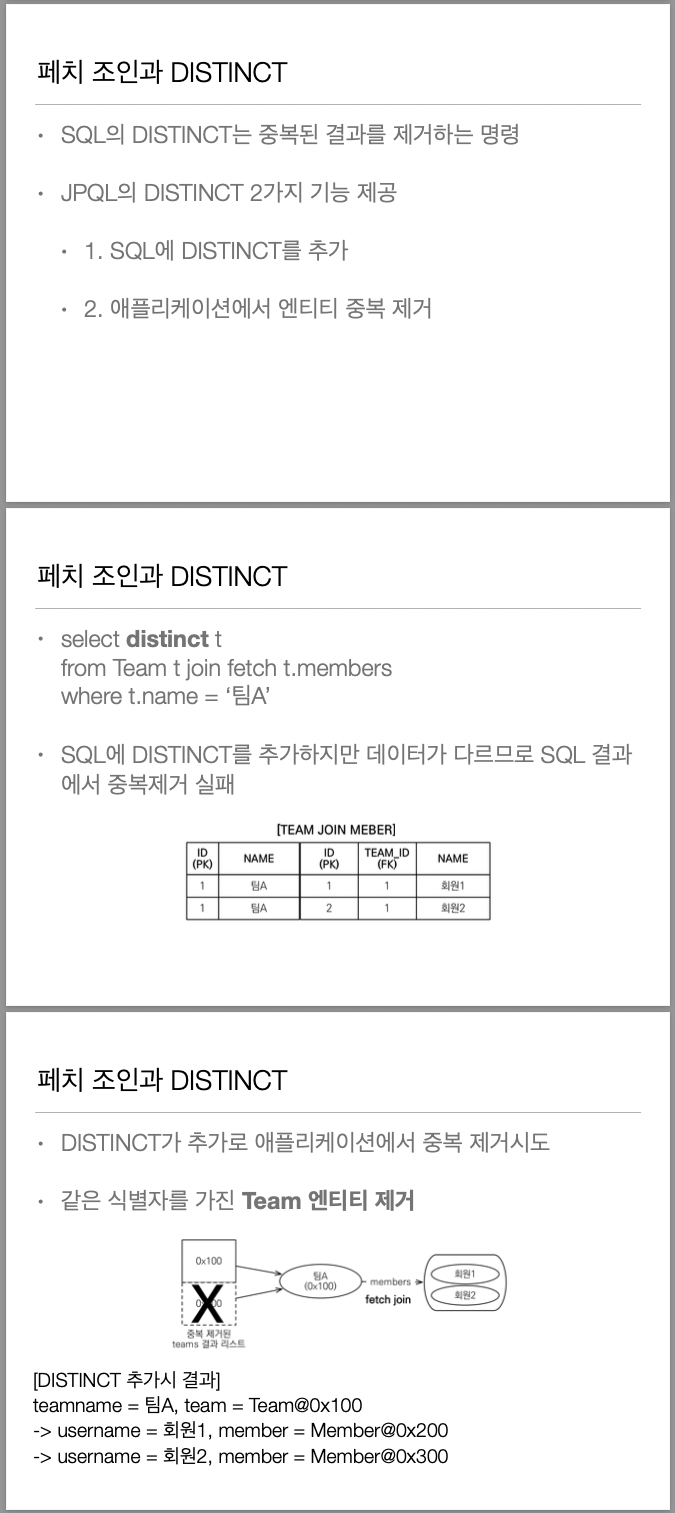 페치 조인과 DISTINCT
• SQL의 DISTINCT는 중복된 결과를 제거하는 명령
• JPQL의 DISTINCT 2가지 기능 제공
• 1. SQL에 DISTINCT를 추가
• 2. 애플리케이션에서 엔티티 중복 제거
페치 조인과 DISTINCT
• select distinct t
from Team t join fetch t.members
where t.name = ‘팀A’
• SQL에 DISTINCT를 추가하지만 데이터가 다르므로 SQL 결과
에서 중복제거 실패
[TEAM JOIN MEBER]
ID (PK) NAME ID (PK) TEAM_ID (FK) NAME
1 팀A 1 1 회원1
1 팀A 2 1 회원2
페치 조인과 DISTINCT
• DISTINCT가 추가로 애플리케이션에서 중복 제거시도
• 같은 식별자를 가진 Team 엔티티 제거
0x100
X
중복 제거된
teams 결과 리스트
팀A
(0x100)
members
fetch join
회원1
회원2
[DISTINCT 추가시 결과]
teamname = 팀A, team = Team@0x100
-> username = 회원1, member = Member@0x200
-> username = 회원2, member = Member@0x300